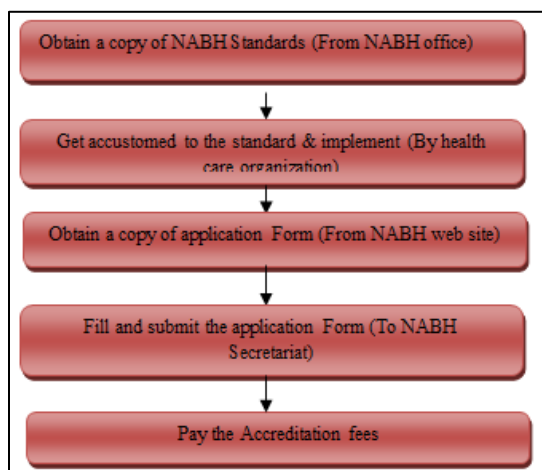 Obtain a copy of NABH Standards (From NABH office)
Get accustomed to the standard & implement (By health
care organization)
Obtain a copy of application Form (From NABH web site)
Fill and submit the application Form (To NABH
Secretariat)
Pay the Accreditation fees